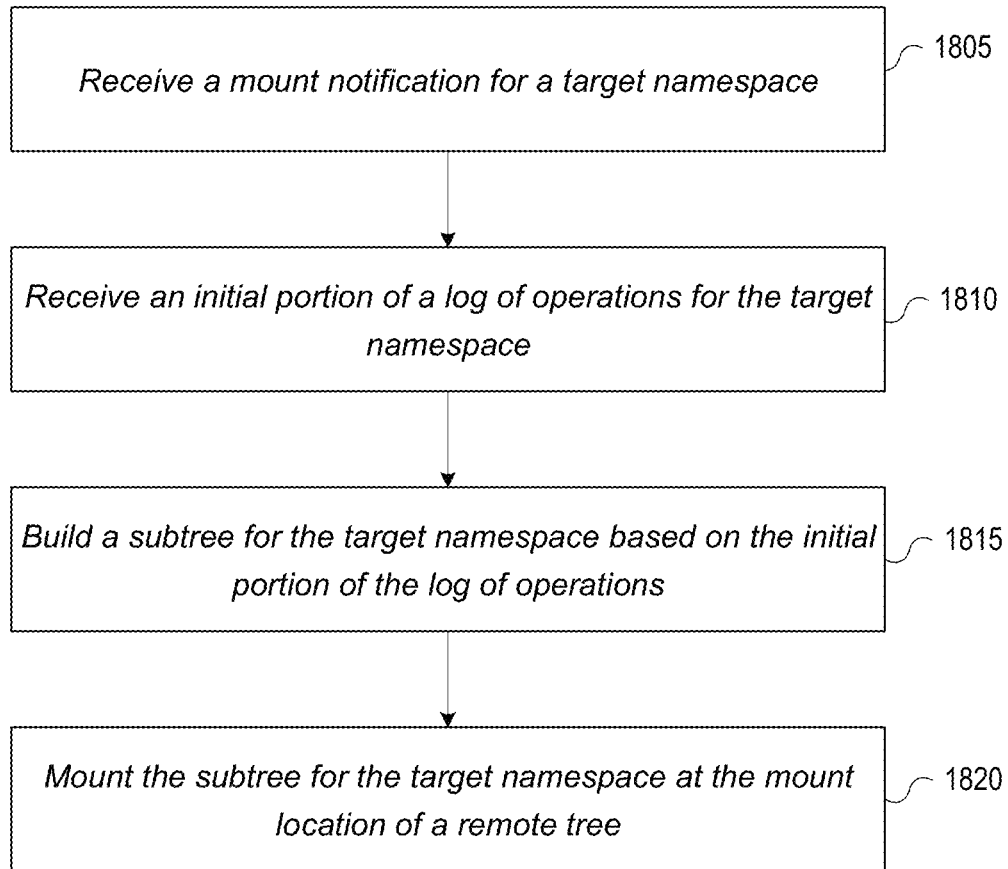 Receive a mount notification for a target namespace
1805
Receive an initial portion of a log of operations for the target
namespace
1810
Build a subtree for the target namespace based on the initial
portion of the log of operations
1815
Mount the subtree for the target namespace at the mount
location of a remote tree
1820